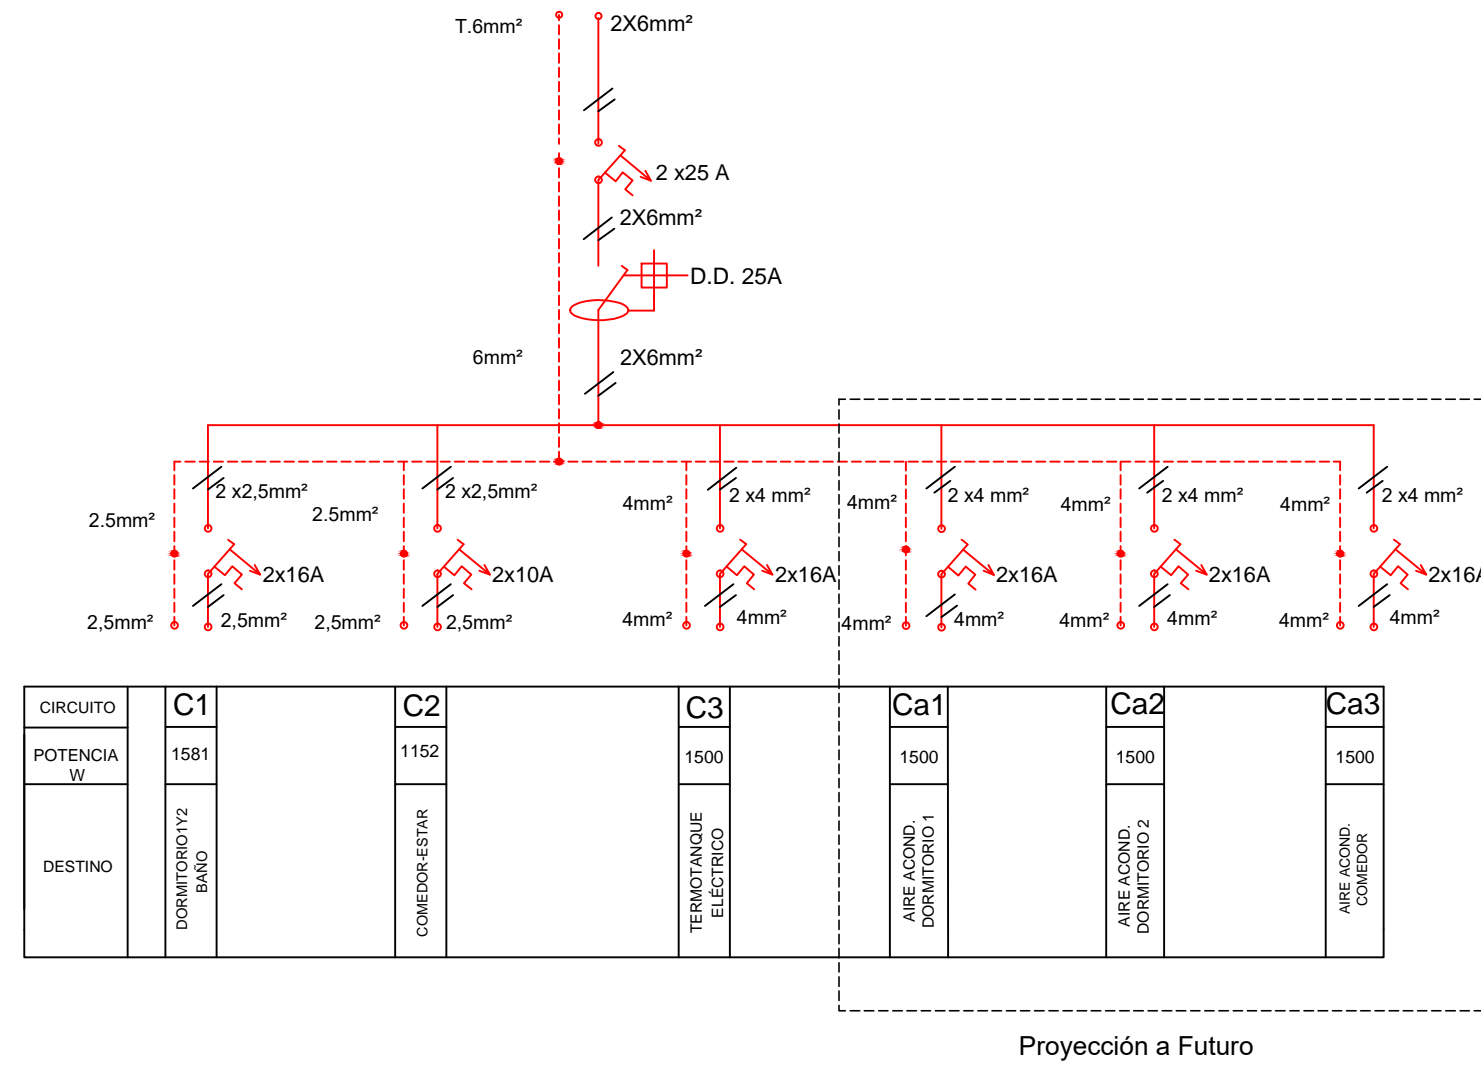 T.6mm²
2X6mm²
2 x25 A
2X6mm²
D.D. 25A
6mm²
2X6mm²
2 x2,5mm²
2 x2,5mm²
2 x4 mm²
2 x4 mm²
2 x4 mm²
2 x4 mm²
2.5mm²
2.5mm²
4mm²
4mm²
4mm²
4mm²
2x16A
2x10A
2x16A
2x16A
2x16A
2x16A
2,5mm²
2,5mm²
2,5mm²
2,5mm²
4mm²
4mm²
4mm²
4mm²
4mm²
4mm²
4mm²
4mm²
CIRCUITO
C1
C2
C3
Ca1
Ca2
Ca3
POTENCIA
W
1581
1152
1500
1500
1500
1500
DESTINO
DORMITORIO1Y2
BAÑO
COMEDOR-ESTAR
TERMOTANQUE
ELÉCTRICO
AIRE ACOND.
DORMITORIO 1
AIRE ACOND.
DORMITORIO 2
AIRE ACOND.
COMEDOR
Proyección a Futuro